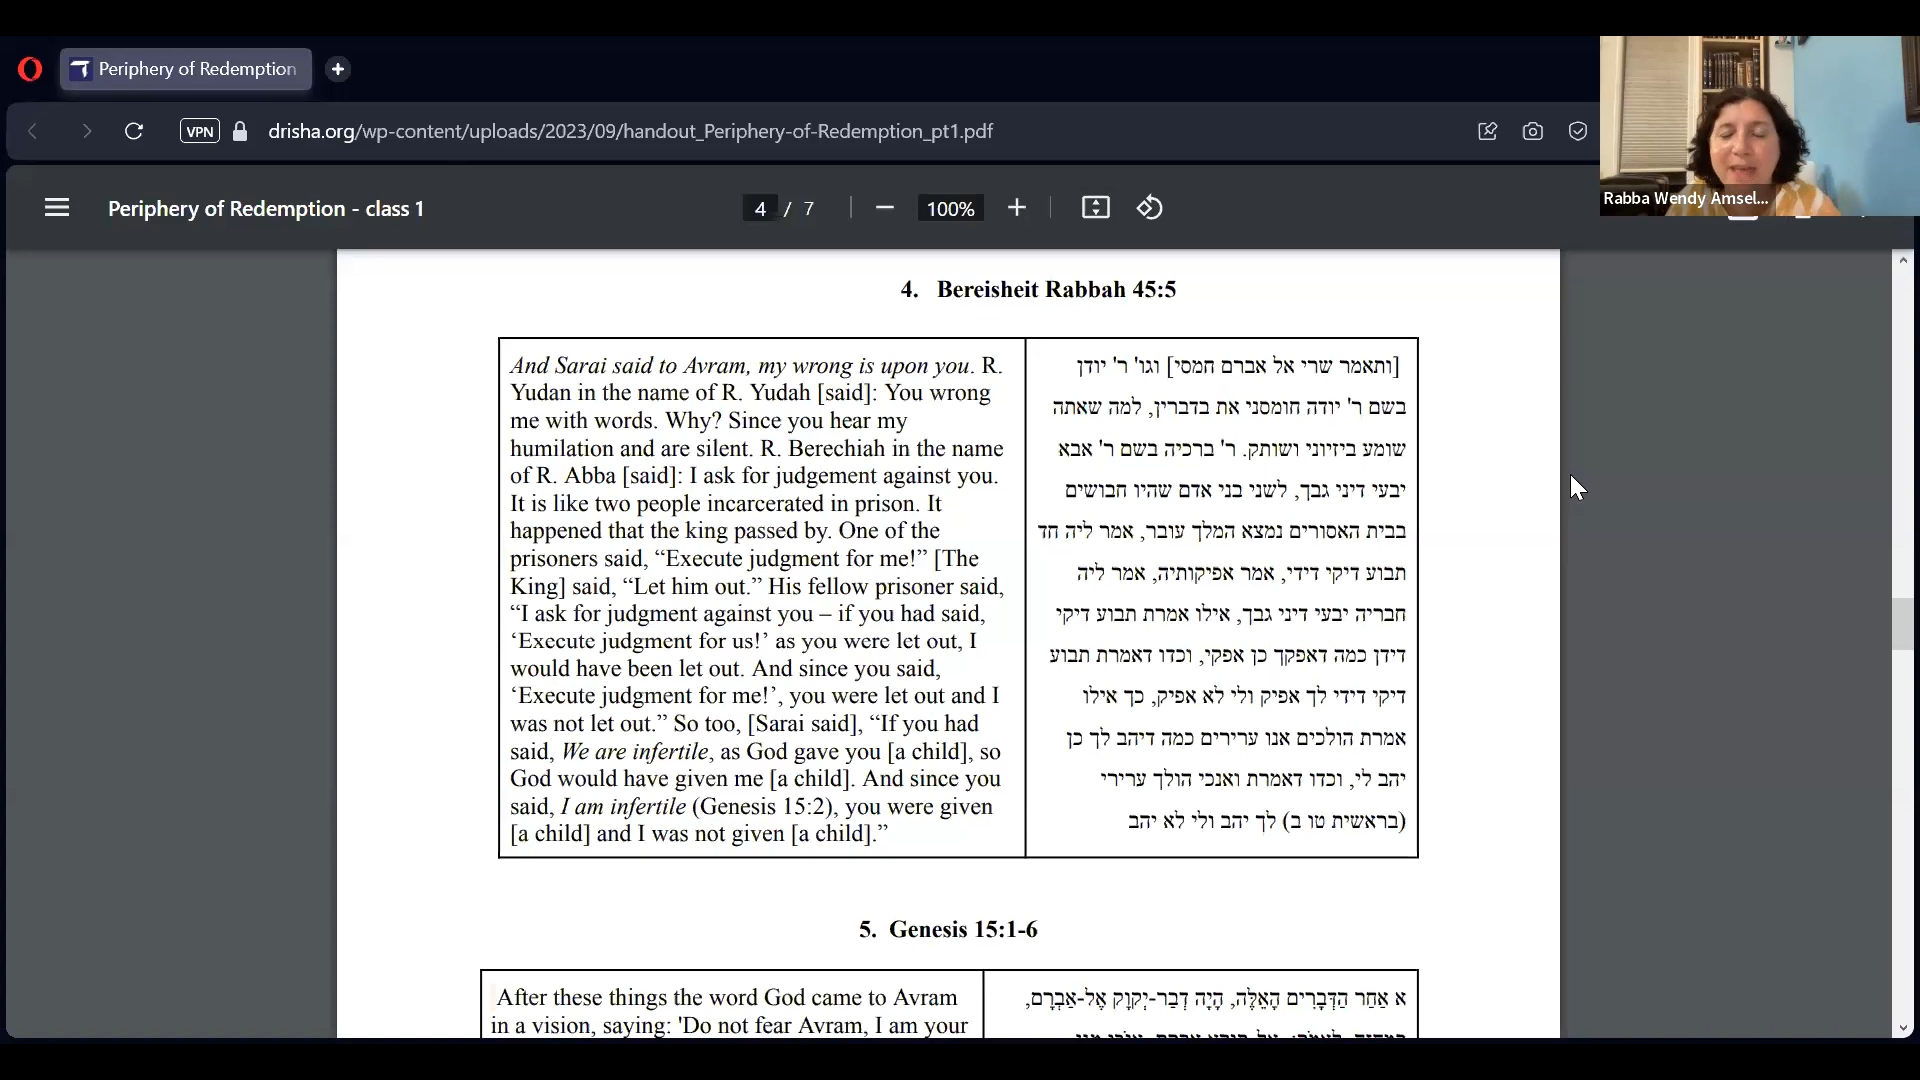 Periphery of Redemption
VPN
drisha.org/wp-content/uploads/2023/09/handout_Periphery-of-Redemption_pt1.pdf
Rabba Wendy Amsel...
Periphery of Redemption - class 1
4 / 7
100%
4. Bereisheit Rabbah 45:5
And Sarai said to Avram, my wrong is upon you. R.
Yudan in the name of R. Yudah [said]: You wrong
me with words. Why? Since you hear my
humilation and are silent. R. Berechiah in the name
of R. Abba [said]: I ask for judgement against you.
It is like two people incarcerated in prison. It
happened that the king passed by. One of the
prisoners said, “Execute judgment for me!” [The
King] said, “Let him out.” His fellow prisoner said,
“I ask for judgment against you – if you had said,
‘Execute judgment for us!’ as you were let out, I
would have been let out. And since you said,
‘Execute judgment for me!’, you were let out and I
was not let out.” So too, [Sarai said], “If you had
said, We are infertile, as God gave you [a child], so
God would have given me [a child]. And since you
said, I am infertile (Genesis 15:2), you were given
[a child] and I was not given [a child].”
[ותאמר שרי אל אברם חמסי] וגו' ר' יודן
בשם ר' יודה חומסני את בדברין, למה שאתה
שומע ביזיוני ושותק. ר' ברכיה בשם ר' אבא
יבעי דיני גבך, לשני בני אדם שהיו חבושים
בבית האסורים נמצא המלך עובר, אמר ליה חד
תבוע דיקי דידי, אמר אפיקותיה, אמר ליה
חבריה יבעי דיני גבך, אילו אמרת תבוע דיקי
דידן כמה דאפקך כן אפקי, וכדו דאמרת תבוע
דיקי דידי לך אפיק ולי לא אפיק, כך אילו
אמרת הולכים אנו ערירים כמה דיהב לך כן
יהב לי, וכדו דאמרת ואנכי הולך ערירי
(בראשית טו ב) לך יהב ולי לא יהב
5. Genesis 15:1-6
After these things the word God came to Avram
in a vision, saying: 'Do not fear Avram, I am your
א אַחַר הַדְּבָרִים הָאֵלֶּה, הָיָה דְבַר-יְקוָק אֶל-אַבְרָם,